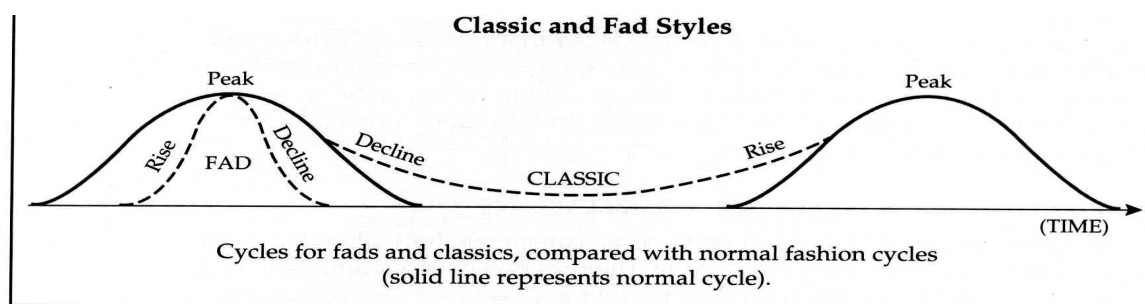 Classic and Fad Styles
Peak
Peak
Rise
FAD
Decline
Decline
CLASSIC
Rise
(TIME)
Cycles for fads and classics, compared with normal fashion cycles
(solid line represents normal cycle).